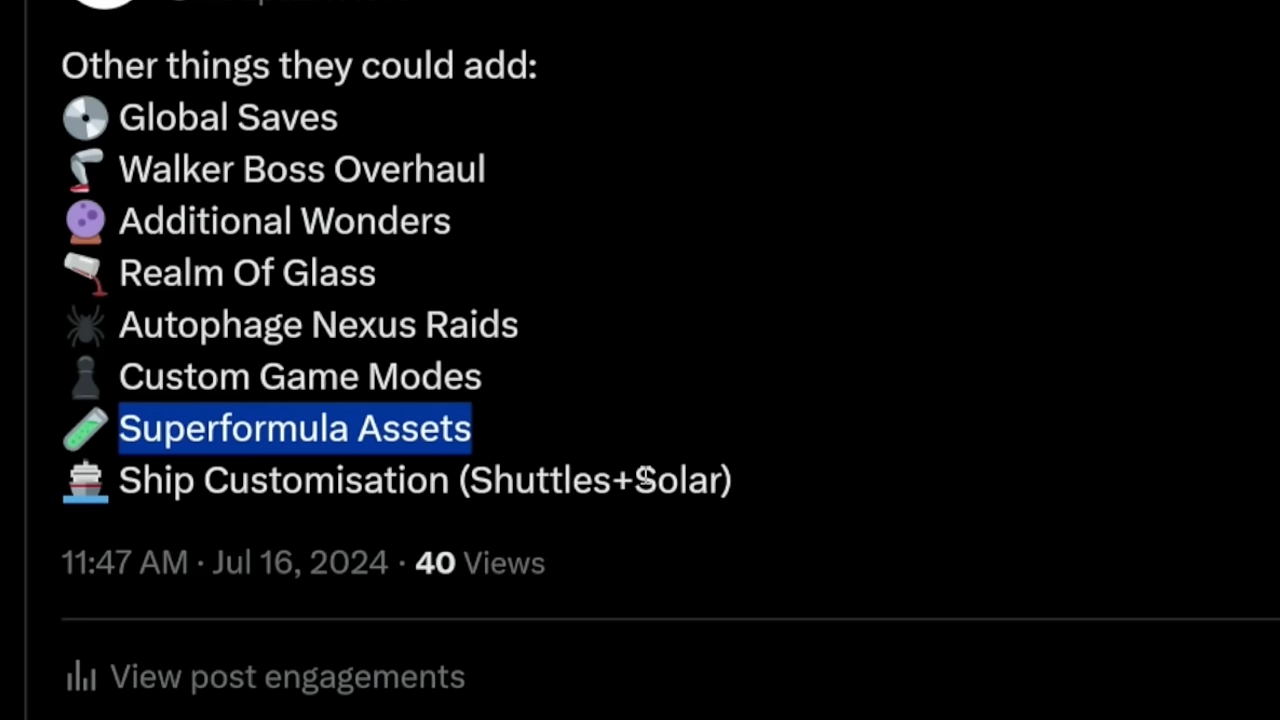 Other things they could add:
Global Saves
Walker Boss Overhaul
Additional Wonders
Realm Of Glass
Autophage Nexus Raids
Custom Game Modes
Superformula Assets
Ship Customisation (Shuttles+Solar)
11:47 AM · Jul 16, 2024 · 40 Views
View post engagements